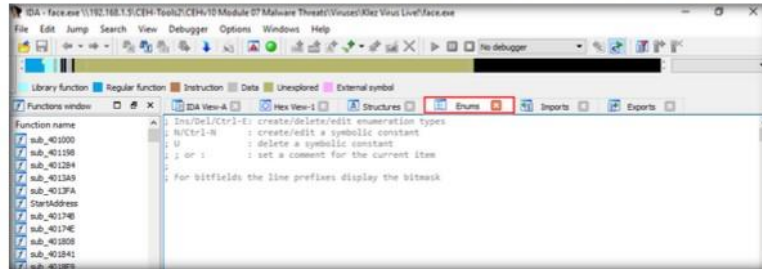 IDA - face.exe \\192.168.1.5\CEH-Tools2\CEHv10 Module 07 Malware Threats\Viruses\Klez Virus Live!\face.exe
File Edit Jump Search View Debugger Options Windows Help
No debugger
Library function Regular function Instruction Data Unexplored External symbol
Functions window IDA View-A Hex View-1 Structures Enums Imports Exports
Function name
sub_401000
sub_401198
sub_401284
sub_4013A9
sub_4013FA
StartAddress
sub_40174B
sub_40174E
sub_401808
sub_401841
sub_4018E9
; Ins/Del/Ctrl-E: create/delete/edit enumeration types
; N/Ctrl-N : create/edit a symbolic constant
; U : delete a symbolic constant
; ; or : : set a comment for the current item
;
; For bitfields the line prefixes display the bitmask